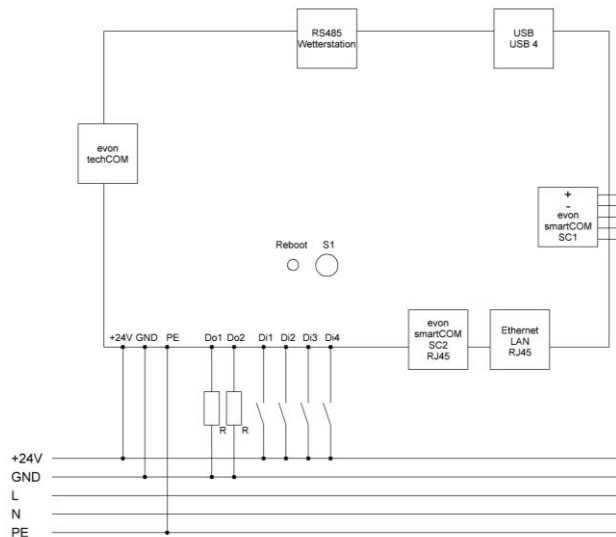 RS485
Wetterstation
USB
USB 4
evon
techCOM
+
-
evon
smartCOM
SC1
Reboot
S1
evon
smartCOM
SC2
RJ45
Ethernet
LAN
RJ45
+24V GND PE Do1 Do2 Di1 Di2 Di3 Di4
R R
+24V
GND
L
N
PE